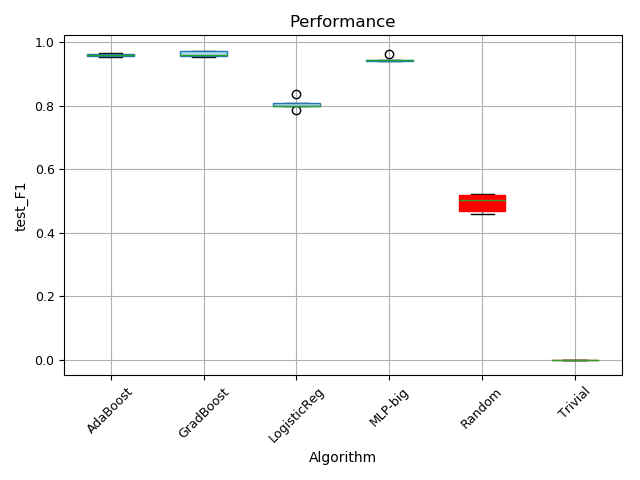 Performance
test_F1
1.0
0.8
0.6
0.4
0.2
0.0
AdaBoost
GradBoost
LogisticReg
MLP-big
Random
Trivial
Algorithm